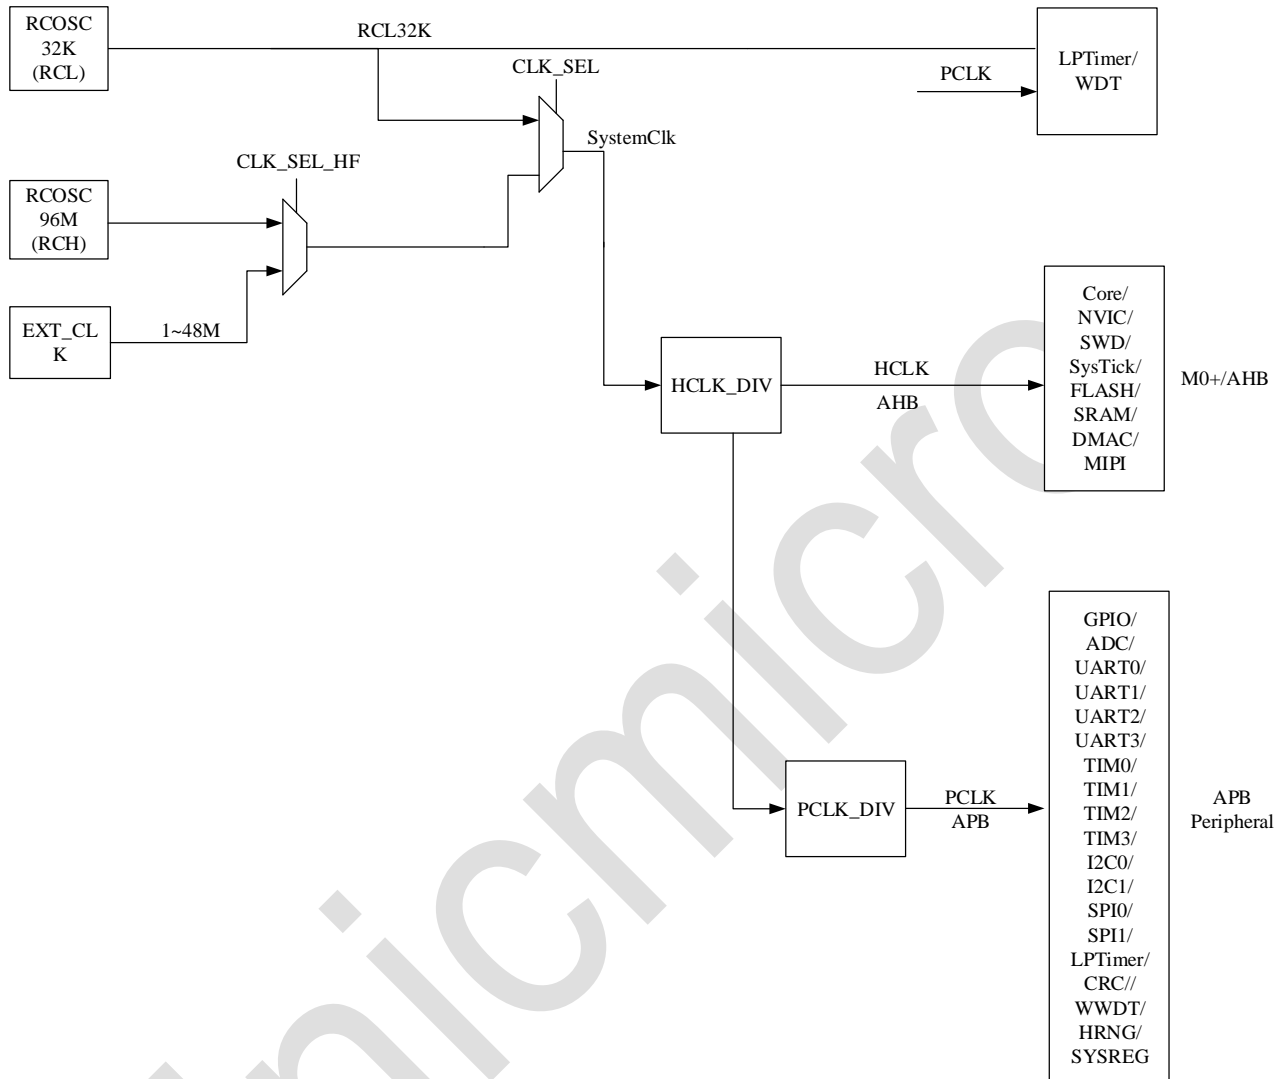 RCOSC
32K
(RCL)
RCL32K
CLK_SEL
PCLK
LPTimer/
WDT
CLK_SEL_HF
SystemClk
RCOSC
96M
(RCH)
EXT_CL
K
1~48M
HCLK_DIV
HCLK
AHB
Core/
NVIC/
SWD/
SysTick/
FLASH/
SRAM/
DMAC/
MIPI
M0+/AHB
PCLK_DIV
PCLK
APB
GPIO/
ADC/
UART0/
UART1/
UART2/
UART3/
TIM0/
TIM1/
TIM2/
TIM3/
I2C0/
I2C1/
SPI0/
SPI1/
LPTimer/
CRC//
WWDT/
HRNG/
SYSREG
APB
Peripheral
inicmicro